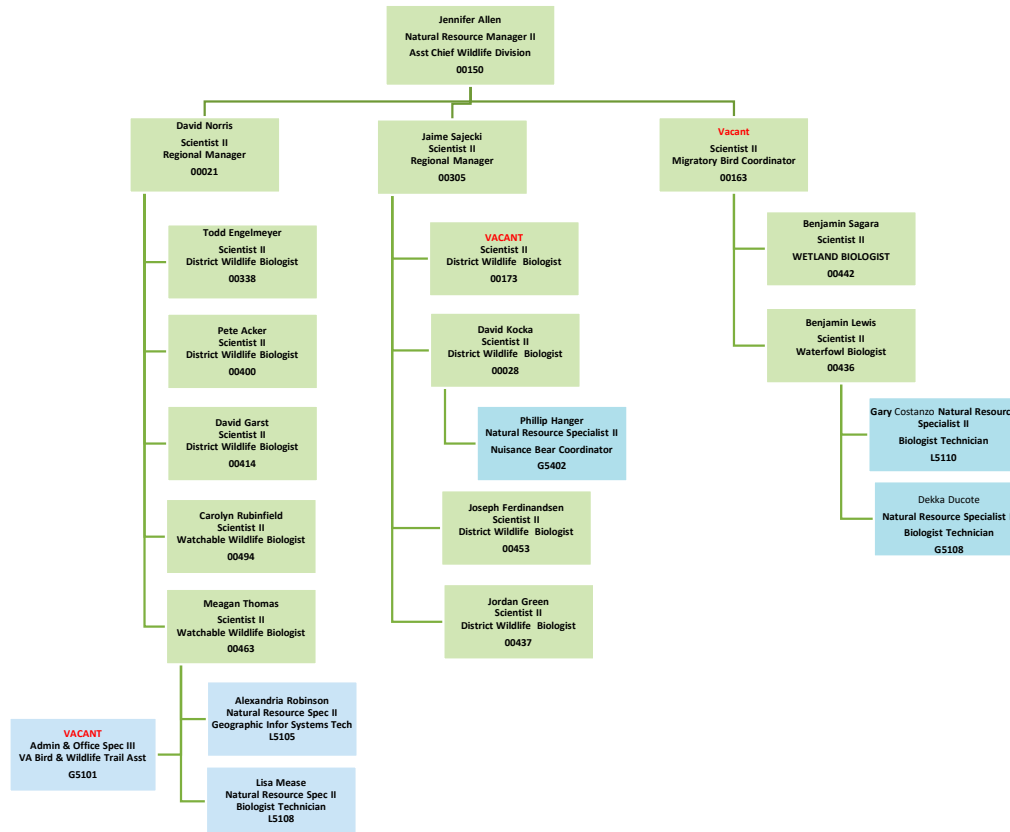 Jennifer Allen
Natural Resource Manager II
Asst Chief Wildlife Division
00150
David Norris
Scientist II
Regional Manager
00021
Jaime Sajecki
Scientist II
Regional Manager
00305
Vacant
Scientist II
Migratory Bird Coordinator
00163
Todd Engelmeyer
Scientist II
District Wildlife Biologist
00338
Pete Acker
Scientist II
District Wildlife Biologist
00400
David Garst
Scientist II
District Wildlife Biologist
00414
Carolyn Rubinfield
Scientist II
Watchable Wildlife Biologist
00494
Meagan Thomas
Scientist II
Watchable Wildlife Biologist
00463
VACANT
Admin & Office Spec III
VA Bird & Wildlife Trail Asst
G5101
Alexandria Robinson
Natural Resource Spec II
Geographic Infor Systems Tech
L5105
Lisa Mease
Natural Resource Spec II
Biologist Technician
L5108
VACANT
Scientist II
District Wildlife Biologist
00173
David Kocka
Scientist II
District Wildlife Biologist
00028
Phillip Hanger
Natural Resource Specialist II
Nuisance Bear Coordinator
G5402
Joseph Ferdinandsen
Scientist II
District Wildlife Biologist
00453
Jordan Green
Scientist II
District Wildlife Biologist
00437
Benjamin Sagara
Scientist II
WETLAND BIOLOGIST
00442
Benjamin Lewis
Scientist II
Waterfowl Biologist
00436
Gary Costanzo Natural Resourc
Specialist II
Biologist Technician
L5110
Dekka Ducote
Natural Resource Specialist
Biologist Technician
G5108